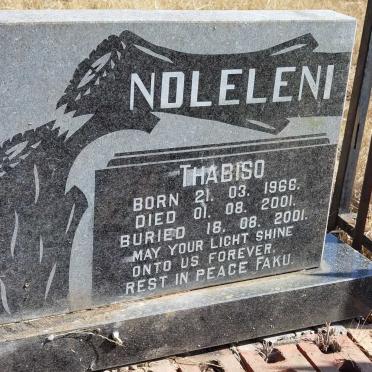 NDLELENI
THABISO
BORN 21. 03. 1966.
DIED 01. 08. 2001.
BURIED 18. 08. 2001.
MAY YOUR LIGHT SHINE
ONTO US FOREVER.
REST IN PEACE FAKU.